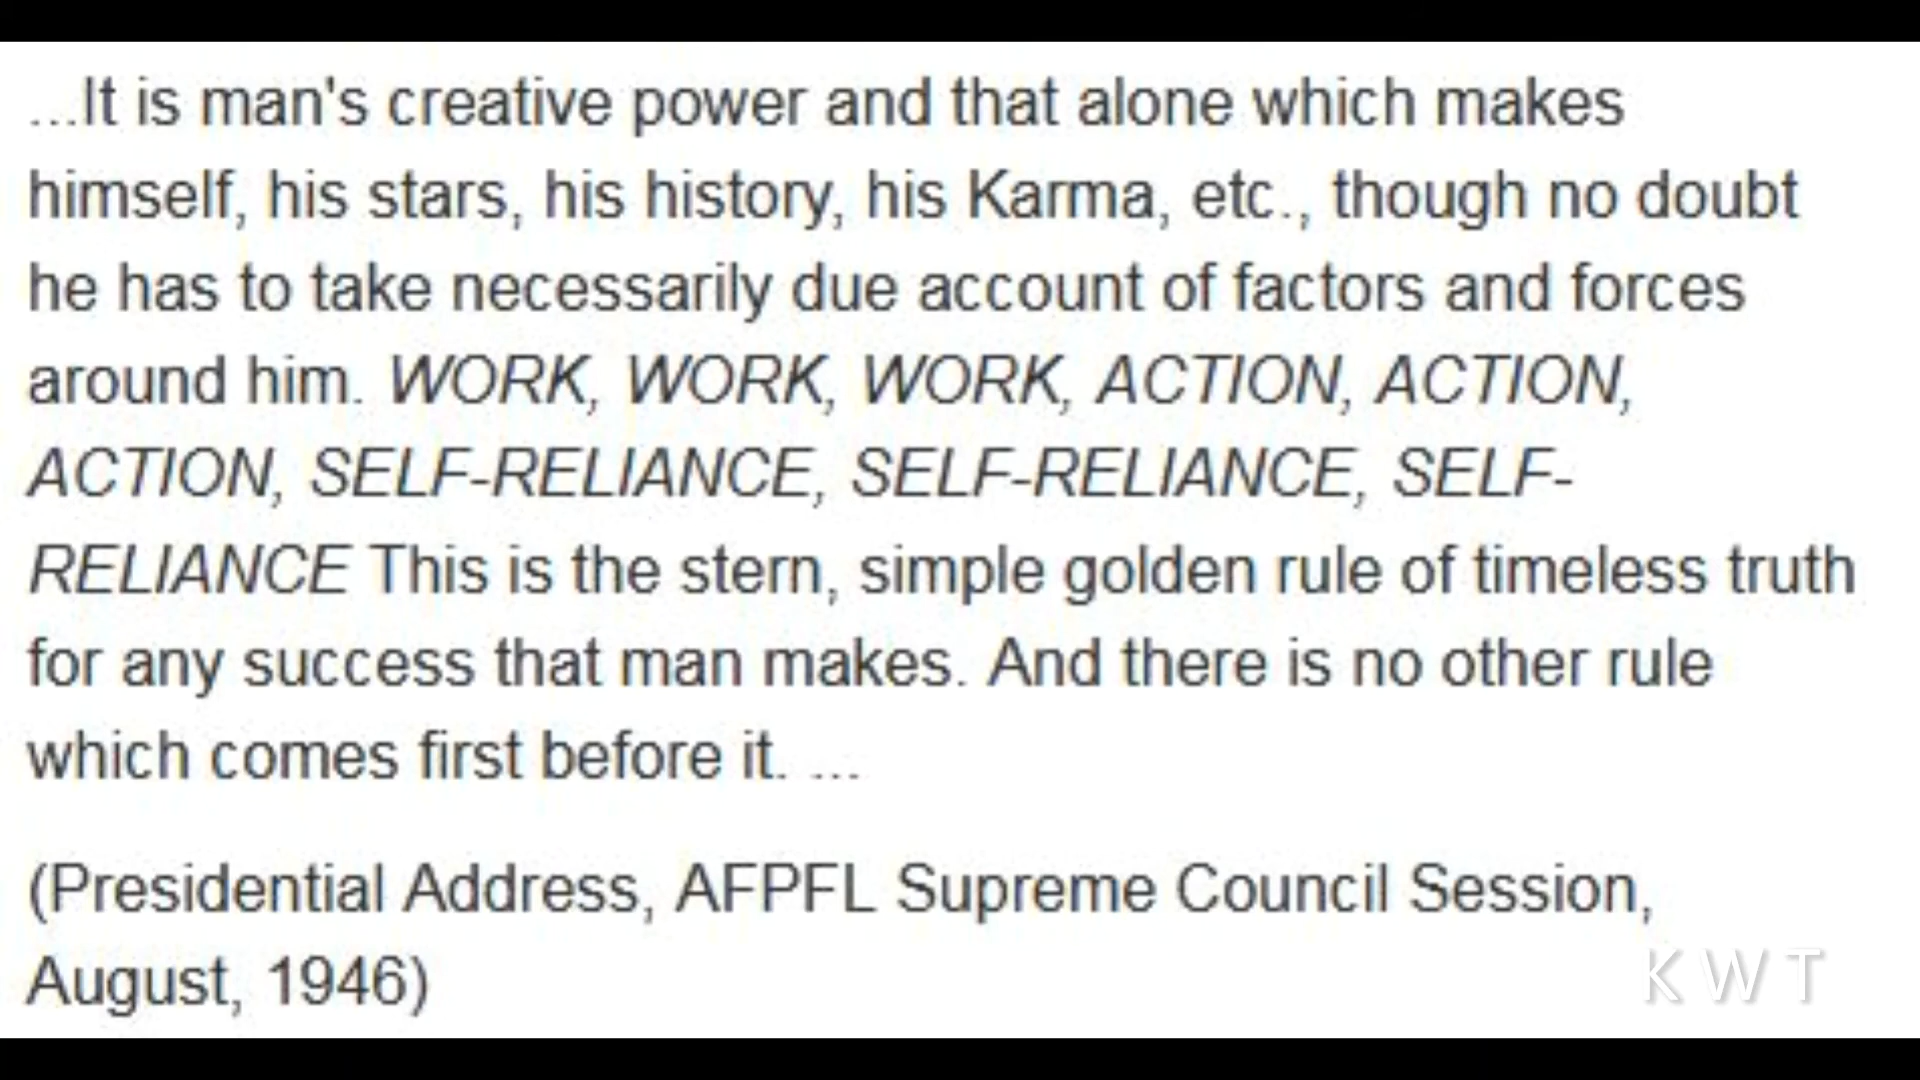 ...It is man's creative power and that alone which makes
himself, his stars, his history, his Karma, etc., though no doubt
he has to take necessarily due account of factors and forces
around him. WORK, WORK, WORK, ACTION, ACTION,
ACTION, SELF-RELIANCE, SELF-RELIANCE, SELF-
RELIANCE This is the stern, simple golden rule of timeless truth
for any success that man makes. And there is no other rule
which comes first before it. ...
(Presidential Address, AFPFL Supreme Council Session,
August, 1946)
KWT